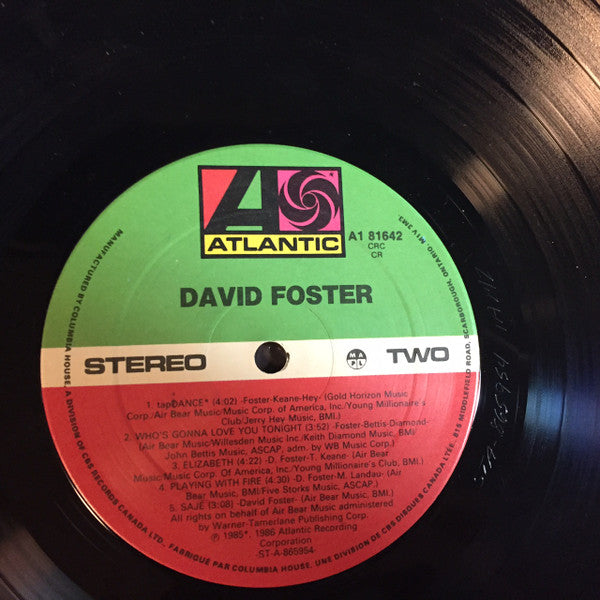 ATLANTIC
A1 81642
CRC
CR
DAVID FOSTER
STEREO
MAPL
TWO
1. tapDANCE* (4:02) -Foster-Keane-Hey- (Gold Horizon Music
Corp./Air Bear Music/Music Corp. of America, Inc./Young Millionaire's
Club/Jerry Hey Music, BMI.)
2. WHO'S GONNA LOVE YOU TONIGHT (3:52) -Foster-Bettis-Diamond-
(Air Bear Music/Willesden Music Inc/Keith Diamond Music, BMI/
John Bettis Music, ASCAP, adm. by WB Music Corp.)
3. ELIZABETH (4:22) -D. Foster-T. Keane- (Air Bear
Music/Music Corp. Of America, Inc/Young Millionaire's Club, BMI.)
4. PLAYING WITH FIRE (4:30) -D. Foster-M. Landau- (Air
Bear Music, BMI/Five Storks Music, ASCAP.)
5. SAJE (3:08) -David Foster- (Air Bear Music, BMI.)
All rights on behalf of Air Bear Music administered
by Warner-Tamerlane Publishing Corp.
℗ 1985*, 1986 Atlantic Recording
Corporation
-ST-A-865954-
MANUFACTURED BY COLUMBIA HOUSE, A DIVISION OF CBS RECORDS CANADA LTD. FABRIQUÉ PAR COLUMBIA HOUSE, UNE DIVISION DE CBS DISQUES CANADA LTÉE. 875 MIDDLEFIELD ROAD, SCARBOROUGH, ONTARIO. M1V 2M3